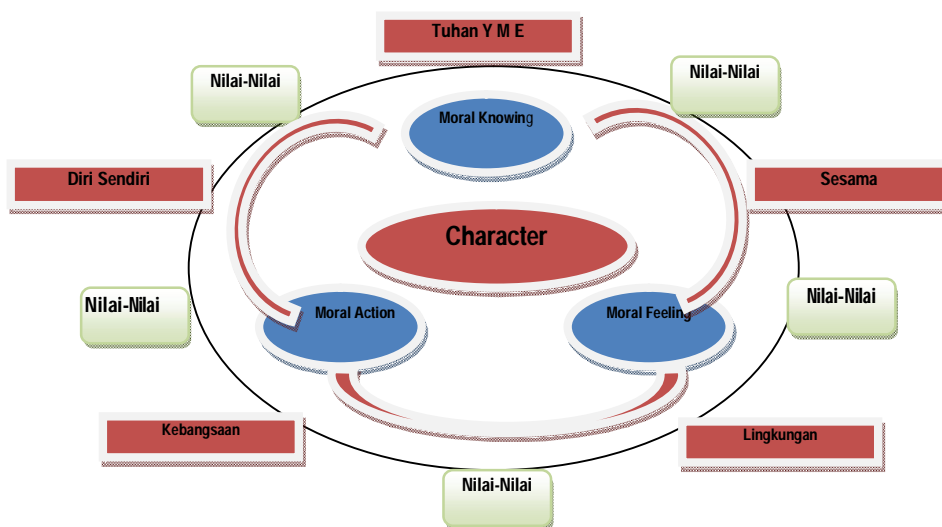 Tuhan Y M E
Nilai-Nilai
Nilai-Nilai
Moral Knowing
Diri Sendiri
Sesama
Character
Nilai-Nilai
Nilai-Nilai
Moral Action
Moral Feeling
Kebangsaan
Lingkungan
Nilai-Nilai